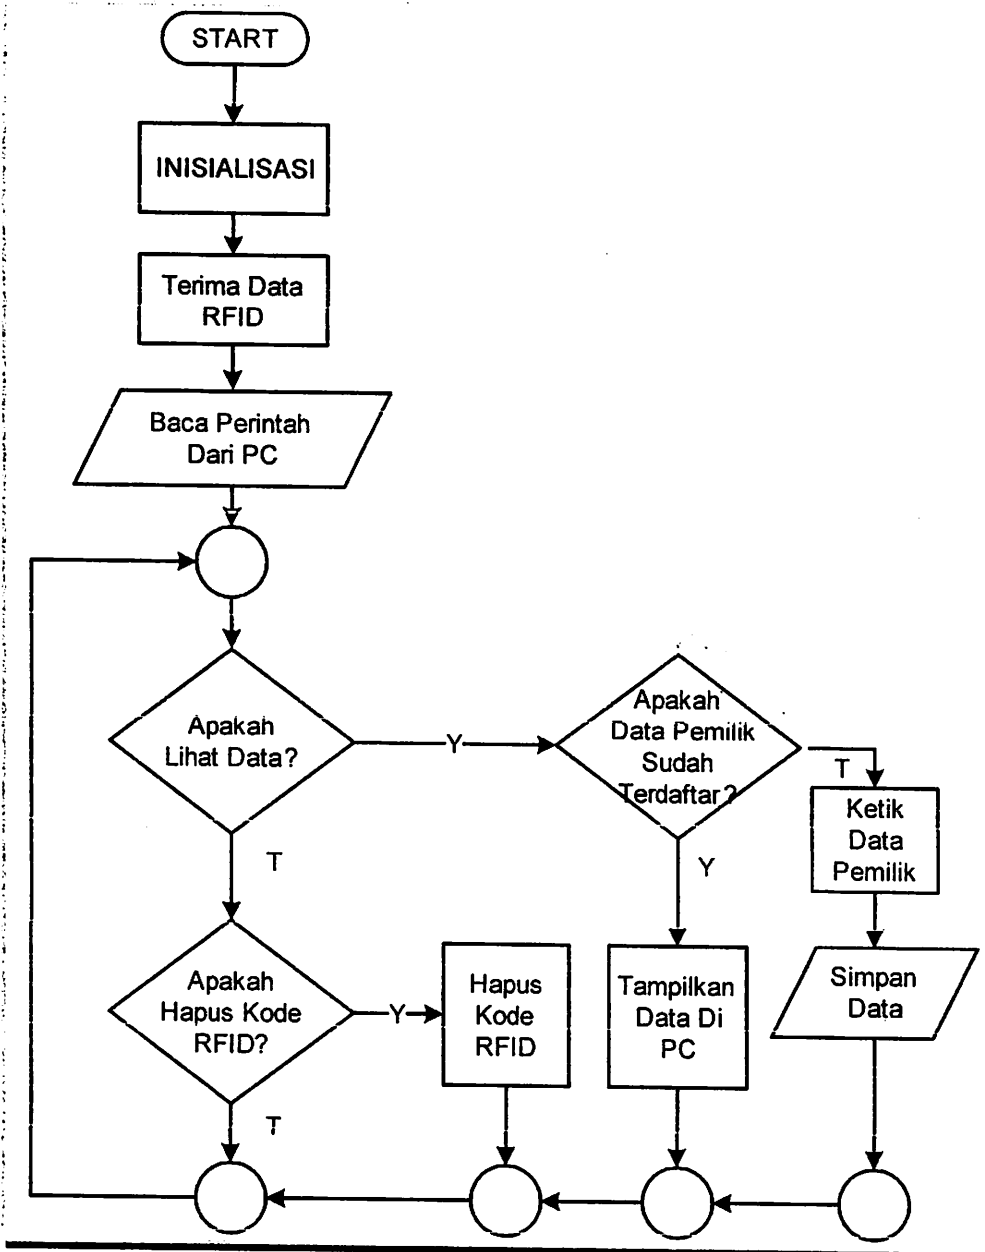 START
INISIALISASI
Terima Data
RFID
Baca Perintah
Dari PC
Apakah
Lihat Data?
Y
Apakah
Data Pemilik
Sudah
Terdaftar?
T
Ketik
Data
Pemilik
T
Y
Apakah
Hapus Kode
RFID?
Y
Hapus
Kode
RFID
Tampilkan
Data Di
PC
Simpan
Data
T